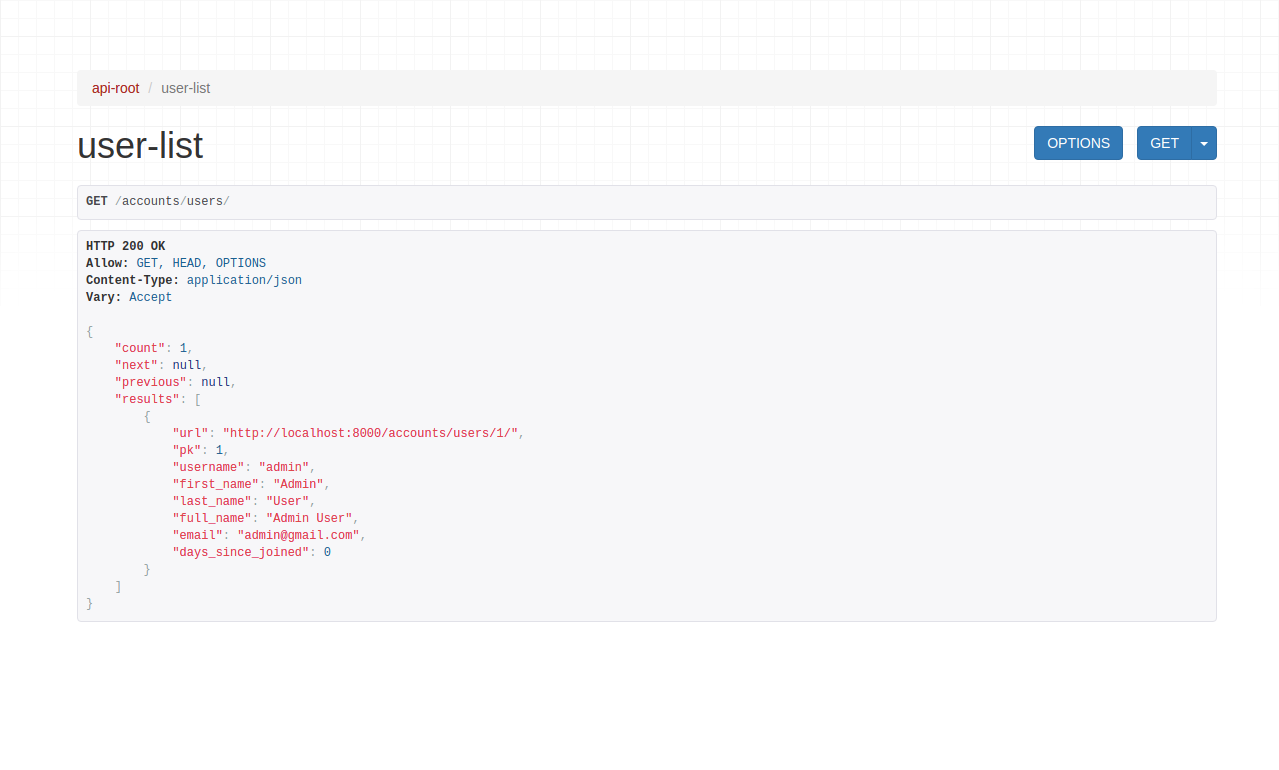 api-root / user-list
user-list
OPTIONS
GET
GET /accounts/users/
HTTP 200 OK
Allow: GET, HEAD, OPTIONS
Content-Type: application/json
Vary: Accept
{
    "count": 1,
    "next": null,
    "previous": null,
    "results": [
        {
            "url": "http://localhost:8000/accounts/users/1/",
            "pk": 1,
            "username": "admin",
            "first_name": "Admin",
            "last_name": "User",
            "full_name": "Admin User",
            "email": "admin@gmail.com",
            "days_since_joined": 0
        }
    ]
}